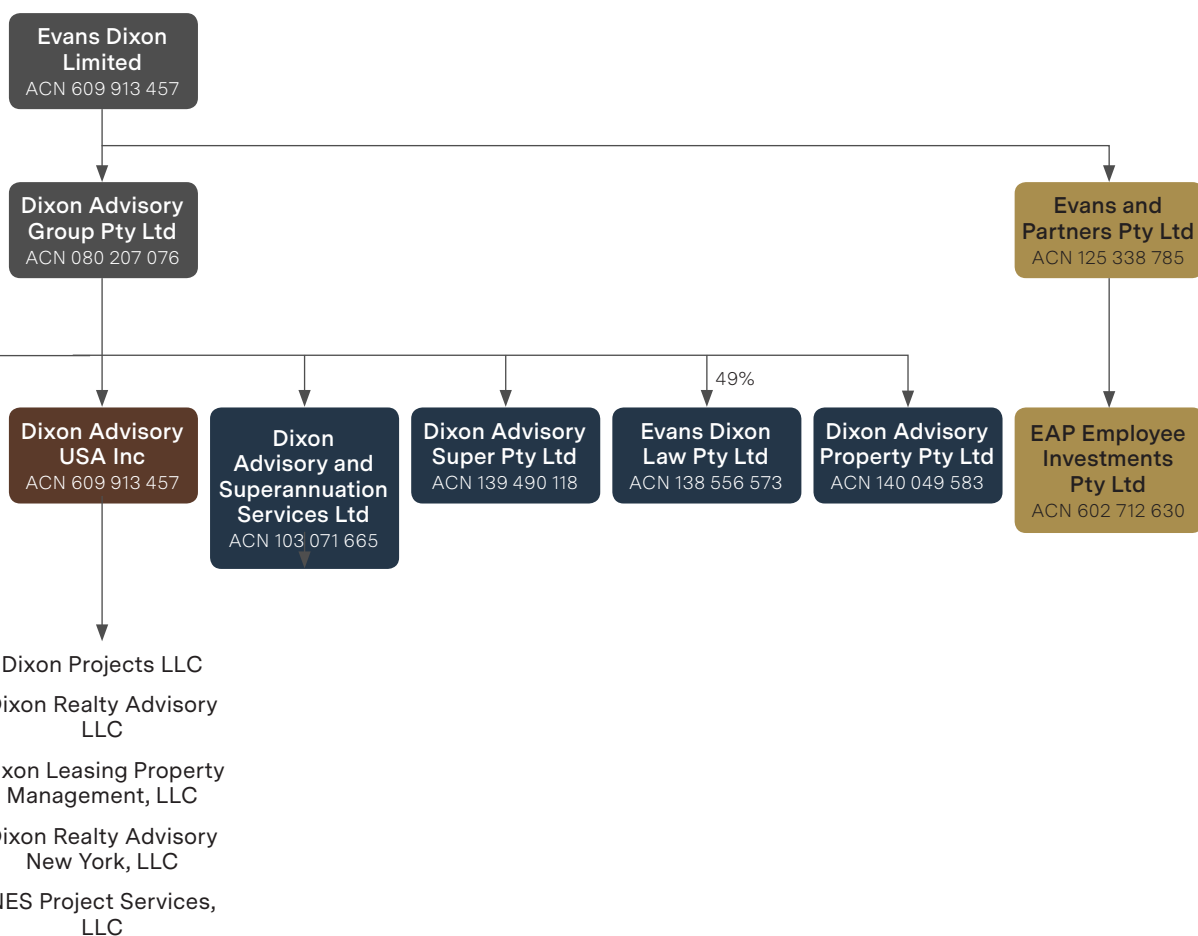 Evans Dixon
Limited
ACN 609 913 457
Dixon Advisory
Group Pty Ltd
ACN 080 207 076
Evans and
Partners Pty Ltd
ACN 125 338 785
49%
Dixon Advisory
USA Inc
ACN 609 913 457
Dixon
Advisory and
Superannuation
Services Ltd
ACN 103 071 665
Dixon Advisory
Super Pty Ltd
ACN 139 490 118
Evans Dixon
Law Pty Ltd
ACN 138 556 573
Dixon Advisory
Property Pty Ltd
ACN 140 049 583
EAP Employee
Investments
Pty Ltd
ACN 602 712 630
Dixon Projects LLC
Dixon Realty Advisory
LLC
xon Leasing Property
Management, LLC
Dixon Realty Advisory
New York, LLC
NES Project Services,
LLC